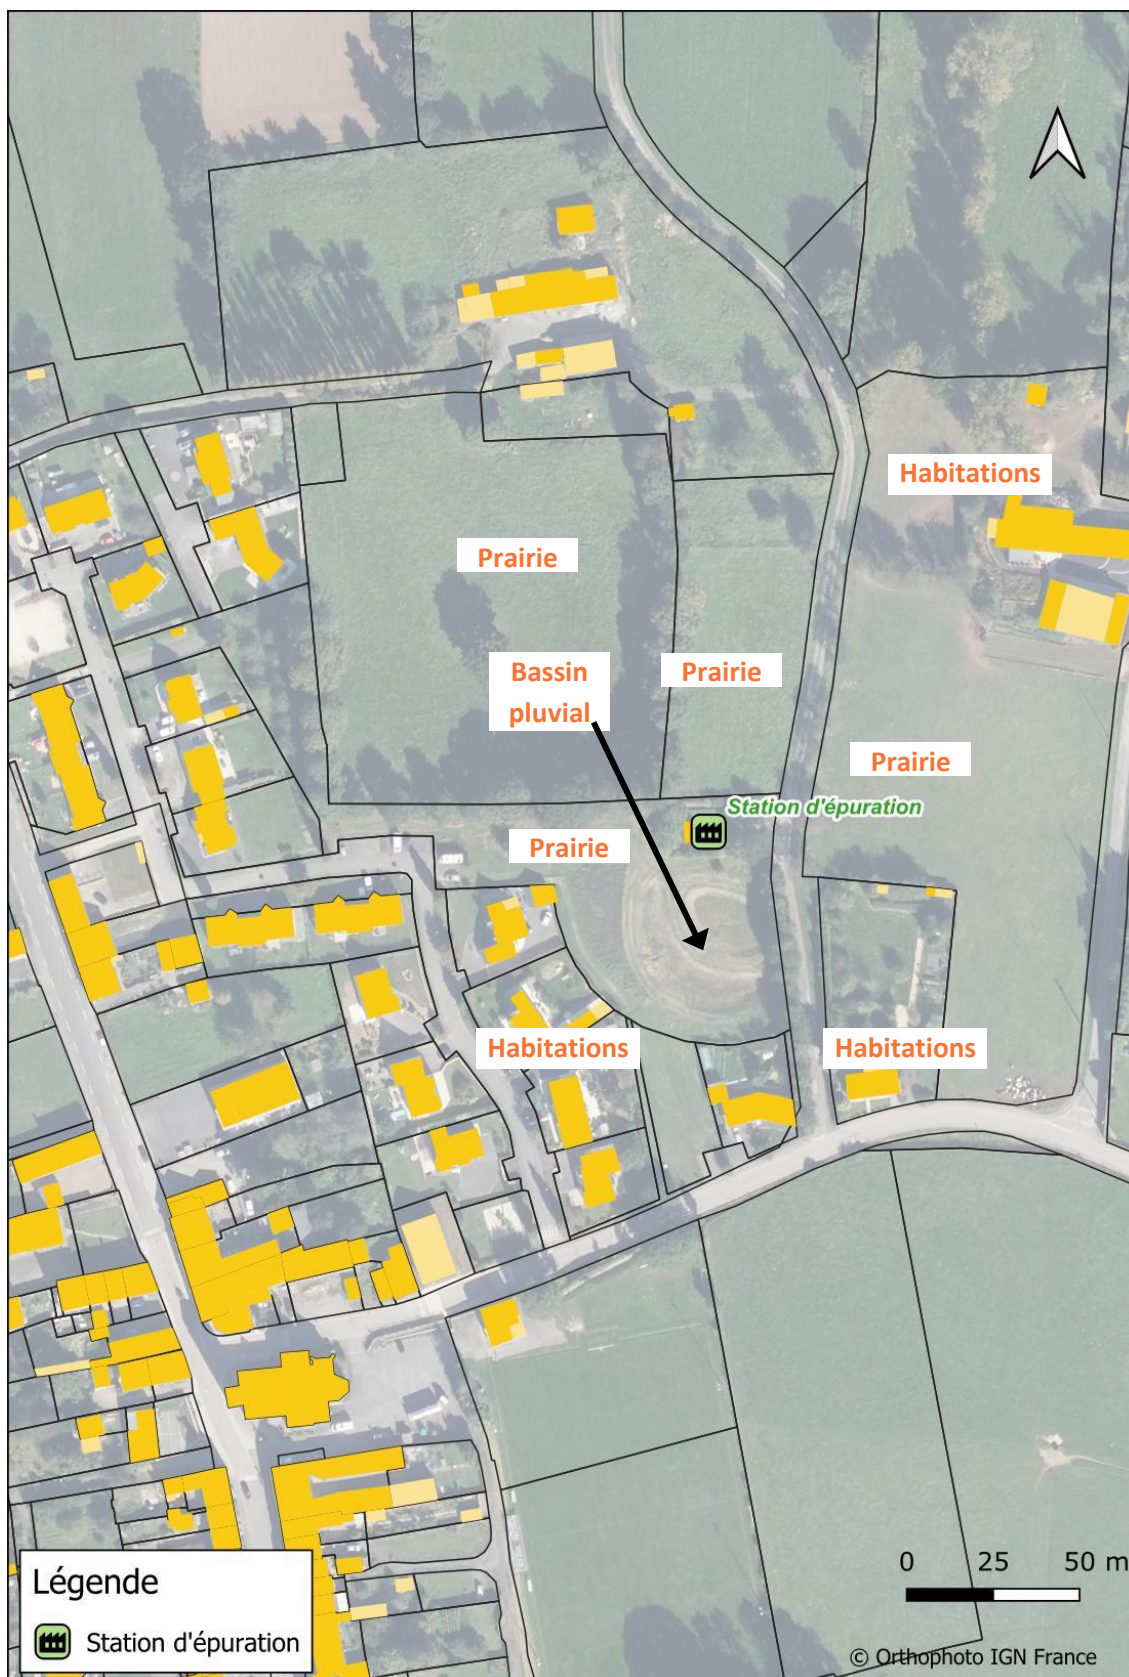 Habitations
Prairie
Bassin
pluvial
Prairie
Prairie
Station d'épuration
Prairie
Habitations
Habitations
Légende
Station d'épuration
0 25 50 m
© Orthophoto IGN France